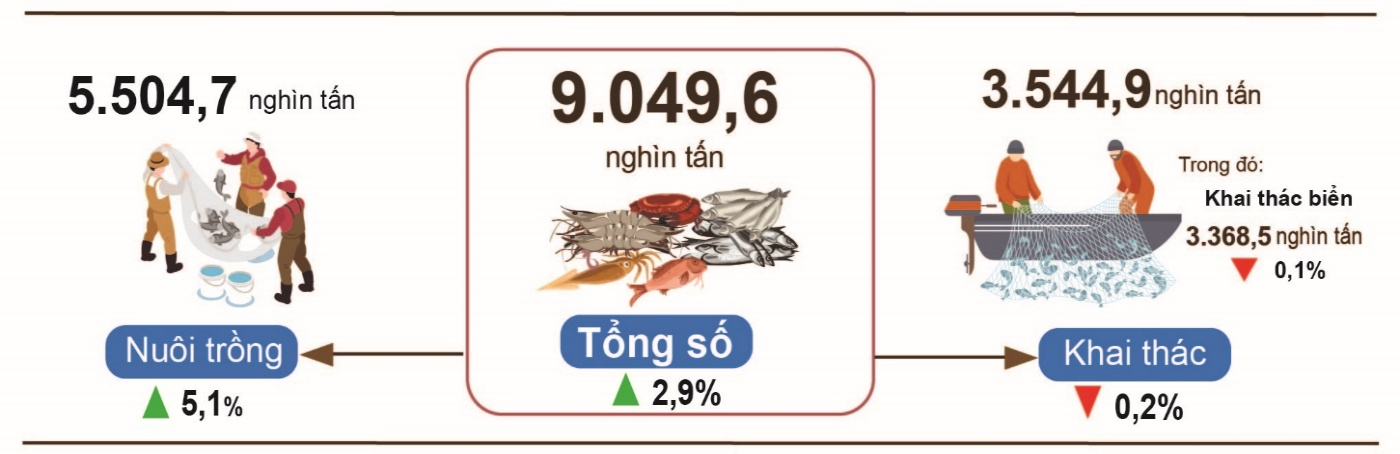 5.504,7 nghìn tấn
Nuôi trồng
5,1%
9.049,6
nghìn tấn
Tổng số
2,9%
3.544,9 nghìn tấn
Trong đó:
Khai thác biển
3.368,5 nghìn tấn
0,1%
Khai thác
0,2%